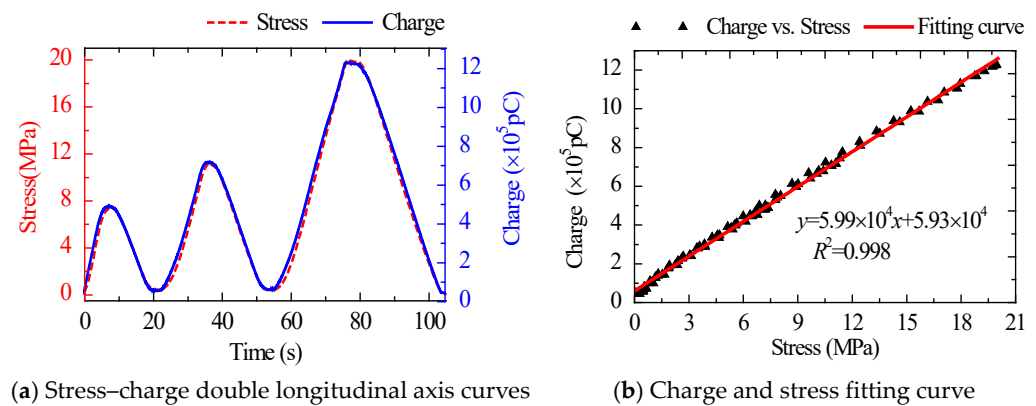 Stress Charge
Stress(MPa)
20
16
12
8
4
0
Charge (×10⁵pC)
12
10
8
6
4
2
0
0 20 40 60 80 100
Time (s)
(a) Stress–charge double longitudinal axis curves
Charge vs. Stress Fitting curve
Charge (×10⁵pC)
12
10
8
6
4
2
0
y=5.99×10⁴x+5.93×10⁴
R²=0.998
0 3 6 9 12 15 18 21
Stress (MPa)
(b) Charge and stress fitting curve